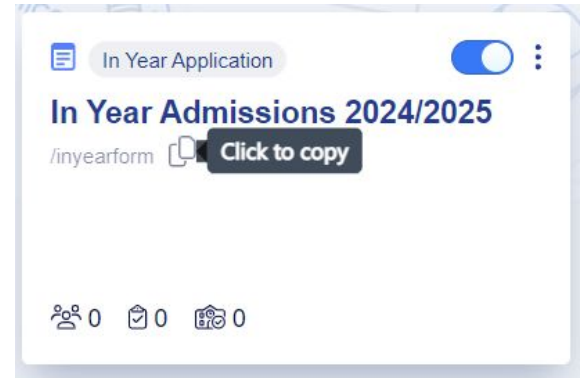 In Year Application
In Year Admissions 2024/2025
/inyearform Click to copy
0 0 0